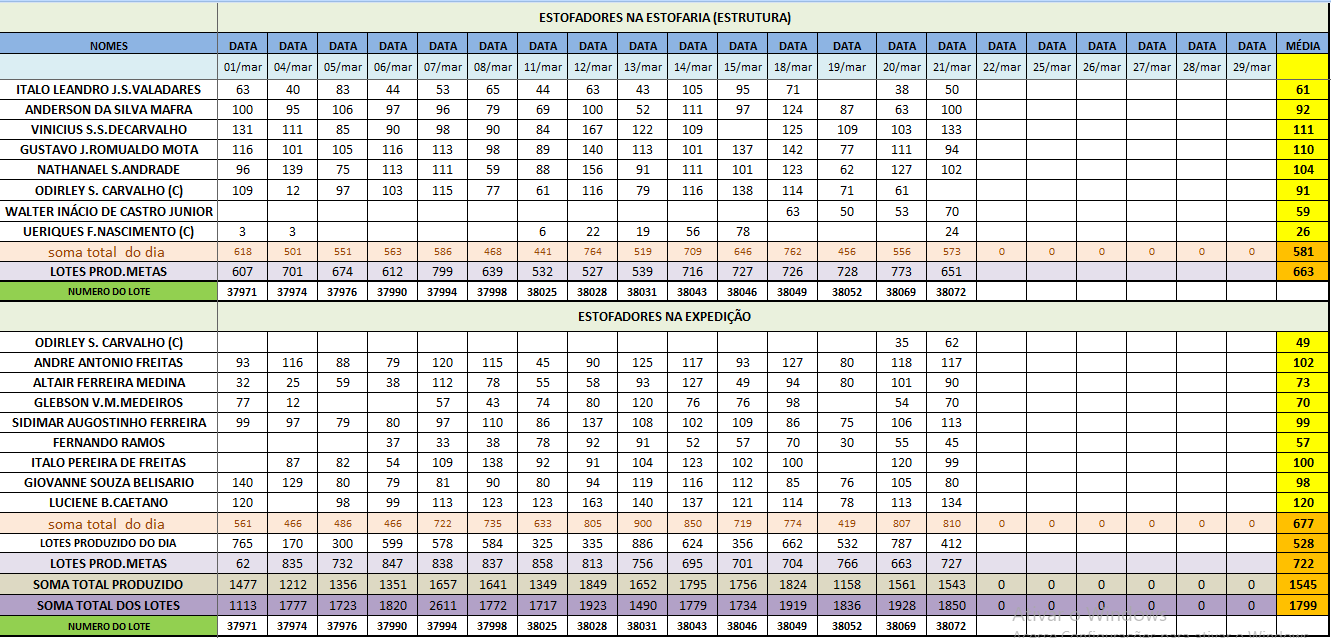 ESTOFADORES NA ESTOFARIA (ESTRUTURA)
NOMES DATA DATA DATA DATA DATA DATA DATA DATA DATA DATA DATA DATA DATA DATA DATA DATA DATA DATA DATA DATA DATA MÉDIA
01/mar 04/mar 05/mar 06/mar 07/mar 08/mar 11/mar 12/mar 13/mar 14/mar 15/mar 18/mar 19/mar 20/mar 21/mar 22/mar 25/mar 26/mar 27/mar 28/mar 29/mar
ITALO LEANDRO J.S.VALADARES 63 40 83 44 53 65 44 63 43 105 95 71 38 50 61
ANDERSON DA SILVA MAFRA 100 95 106 97 96 79 69 100 52 111 97 124 87 63 100 92
VINICIUS S.S.DECARVALHO 131 111 85 90 98 90 84 167 122 109 125 109 103 133 111
GUSTAVO J.ROMUALDO MOTA 116 101 105 116 113 98 89 140 113 101 137 142 77 111 94 110
NATHANAEL S.ANDRADE 96 139 75 113 111 59 88 156 91 111 101 123 62 127 102 104
ODIRLEY S. CARVALHO (C) 109 12 97 103 115 77 61 116 79 116 138 114 71 61 91
WALTER INÁCIO DE CASTRO JUNIOR 63 50 53 70 59
UERIQUES F.NASCIMENTO (C) 3 3 6 22 19 56 78 24 26
soma total do dia 618 501 551 563 586 468 441 764 519 709 646 762 456 556 573 0 0 0 0 0 0 581
LOTES PROD.METAS 607 701 674 612 799 639 532 527 539 716 727 726 728 773 651 663
NUMERO DO LOTE 37971 37974 37976 37990 37994 37998 38025 38028 38031 38043 38046 38049 38052 38069 38072
ESTOFADORES NA EXPEDIÇÃO
ODIRLEY S. CARVALHO (C) 35 62 49
ANDRE ANTONIO FREITAS 93 116 88 79 120 115 45 90 125 117 93 127 80 118 117 102
ALTAIR FERREIRA MEDINA 32 25 59 38 112 78 55 58 93 127 49 94 80 101 90 73
GLEBSON V.M.MEDEIROS 77 12 57 43 74 80 120 76 76 98 54 70 70
SIDIMAR AUGOSTINHO FERREIRA 99 97 79 80 97 110 86 137 108 102 109 86 75 106 113 99
FERNANDO RAMOS 37 33 38 78 92 91 52 57 70 30 55 45 57
ITALO PEREIRA DE FREITAS 87 82 54 109 138 92 91 104 123 102 100 120 99 100
GIOVANNE SOUZA BELISARIO 140 129 80 79 81 90 80 94 119 116 112 85 76 105 80 98
LUCIENE B.CAETANO 120 98 99 113 123 123 163 140 137 121 114 78 113 134 120
soma total do dia 561 466 486 466 722 735 633 805 900 850 719 774 419 807 810 0 0 0 0 0 0 677
LOTES PRODUZIDO DO DIA 765 170 300 599 578 584 325 335 886 624 356 662 532 787 412 528
LOTES PROD.METAS 62 835 732 847 838 837 858 813 756 695 701 704 766 663 727 722
SOMA TOTAL PRODUZIDO 1477 1212 1356 1351 1657 1641 1349 1849 1652 1795 1756 1824 1158 1561 1543 0 0 0 0 0 0 1545
SOMA TOTAL DOS LOTES 1113 1777 1723 1820 2611 1772 1717 1923 1490 1779 1734 1919 1836 1928 1850 0 0 0 0 0 0 1799
NUMERO DO LOTE 37971 37974 37976 37990 37994 37998 38025 38028 38031 38043 38046 38049 38052 38069 38072
Ativar o Windows